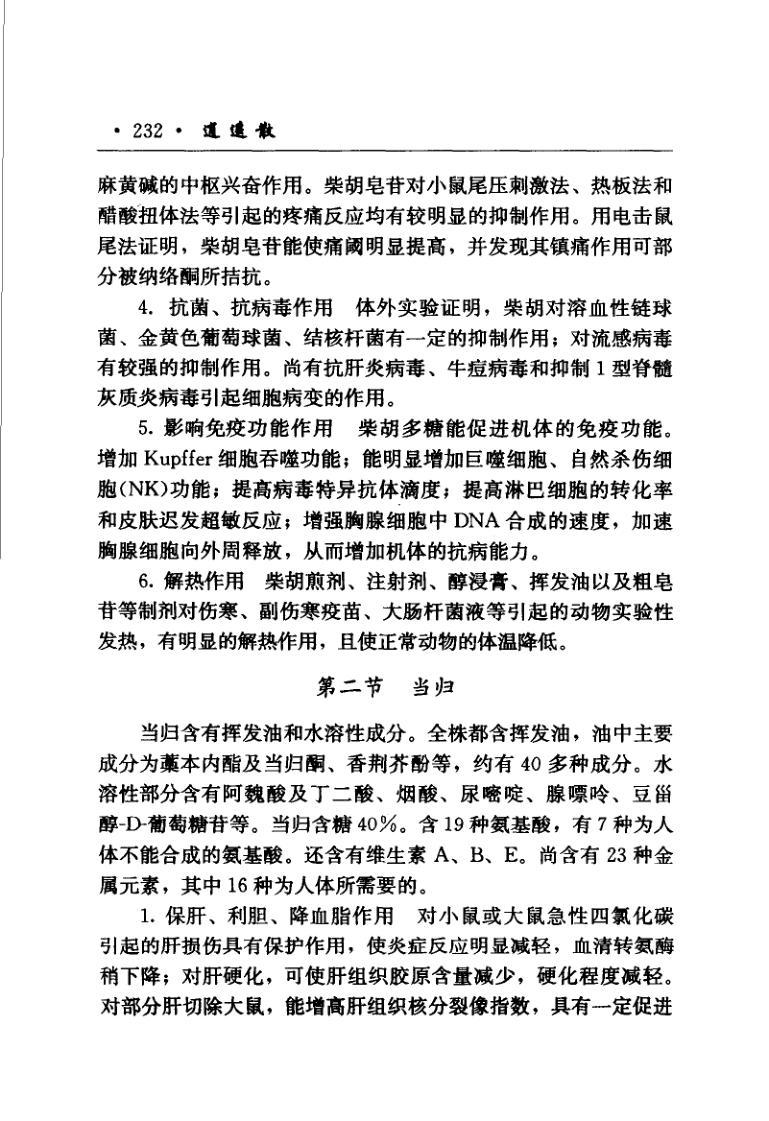 · 232 · 逍遥散
麻黄碱的中枢兴奋作用。柴胡皂苷对小鼠尾压刺激法、热板法和
醋酸扭体法等引起的疼痛反应均有较明显的抑制作用。用电击鼠
尾法证明，柴胡皂苷能使痛阈明显提高，并发现其镇痛作用可部
分被纳络酮所拮抗。
4. 抗菌、抗病毒作用　体外实验证明，柴胡对溶血性链球
菌、金黄色葡萄球菌、结核杆菌有一定的抑制作用；对流感病毒
有较强的抑制作用。尚有抗肝炎病毒、牛痘病毒和抑制 1 型脊髓
灰质炎病毒引起细胞病变的作用。
5. 影响免疫功能作用　柴胡多糖能促进机体的免疫功能。
增加 Kupffer 细胞吞噬功能；能明显增加巨噬细胞、自然杀伤细
胞(NK)功能；提高病毒特异抗体滴度；提高淋巴细胞的转化率
和皮肤迟发超敏反应；增强胸腺细胞中 DNA 合成的速度，加速
胸腺细胞向外周释放，从而增加机体的抗病能力。
6. 解热作用　柴胡煎剂、注射剂、醇浸膏、挥发油以及粗皂
苷等制剂对伤寒、副伤寒疫苗、大肠杆菌液等引起的动物实验性
发热，有明显的解热作用，且使正常动物的体温降低。
第二节　当归
当归含有挥发油和水溶性成分。全株都含挥发油，油中主要
成分为藁本内酯及当归酮、香荆芥酚等，约有 40 多种成分。水
溶性部分含有阿魏酸及丁二酸、烟酸、尿嘧啶、腺嘌呤、豆甾
醇-D-葡萄糖苷等。当归含糖 40%。含 19 种氨基酸，有 7 种为人
体不能合成的氨基酸。还含有维生素 A、B、E。尚含有 23 种金
属元素，其中 16 种为人体所需要的。
1. 保肝、利胆、降血脂作用　对小鼠或大鼠急性四氯化碳
引起的肝损伤具有保护作用，使炎症反应明显减轻，血清转氨酶
稍下降；对肝硬化，可使肝组织胶原含量减少，硬化程度减轻。
对部分肝切除大鼠，能增高肝组织核分裂像指数，具有一定促进